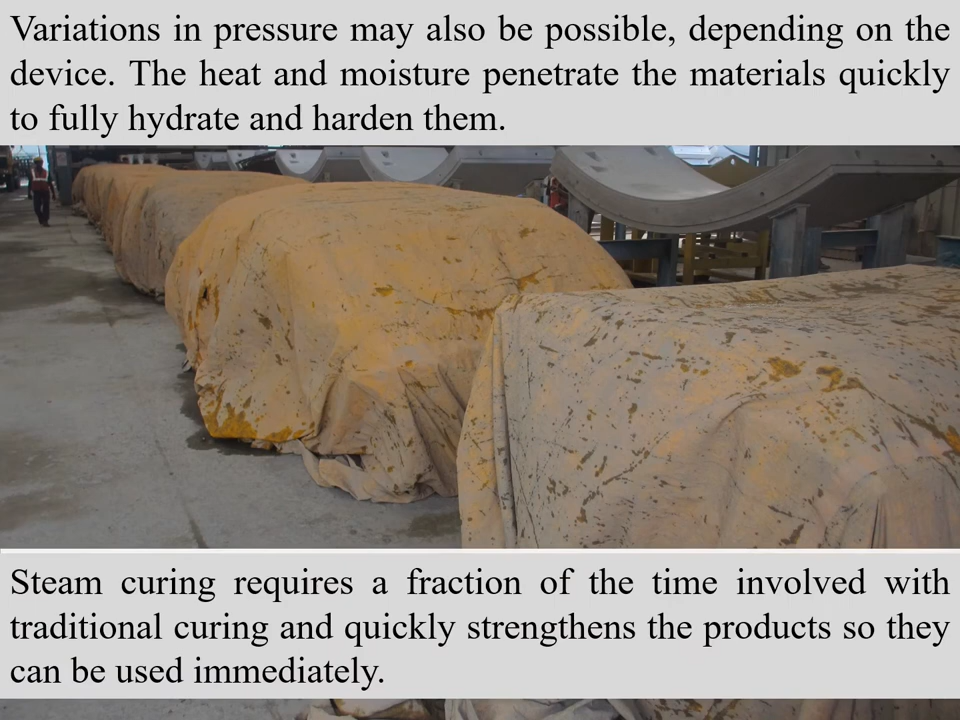 Variations in pressure may also be possible, depending on the
device. The heat and moisture penetrate the materials quickly
to fully hydrate and harden them.
Steam curing requires a fraction of the time involved with
traditional curing and quickly strengthens the products so they
can be used immediately.